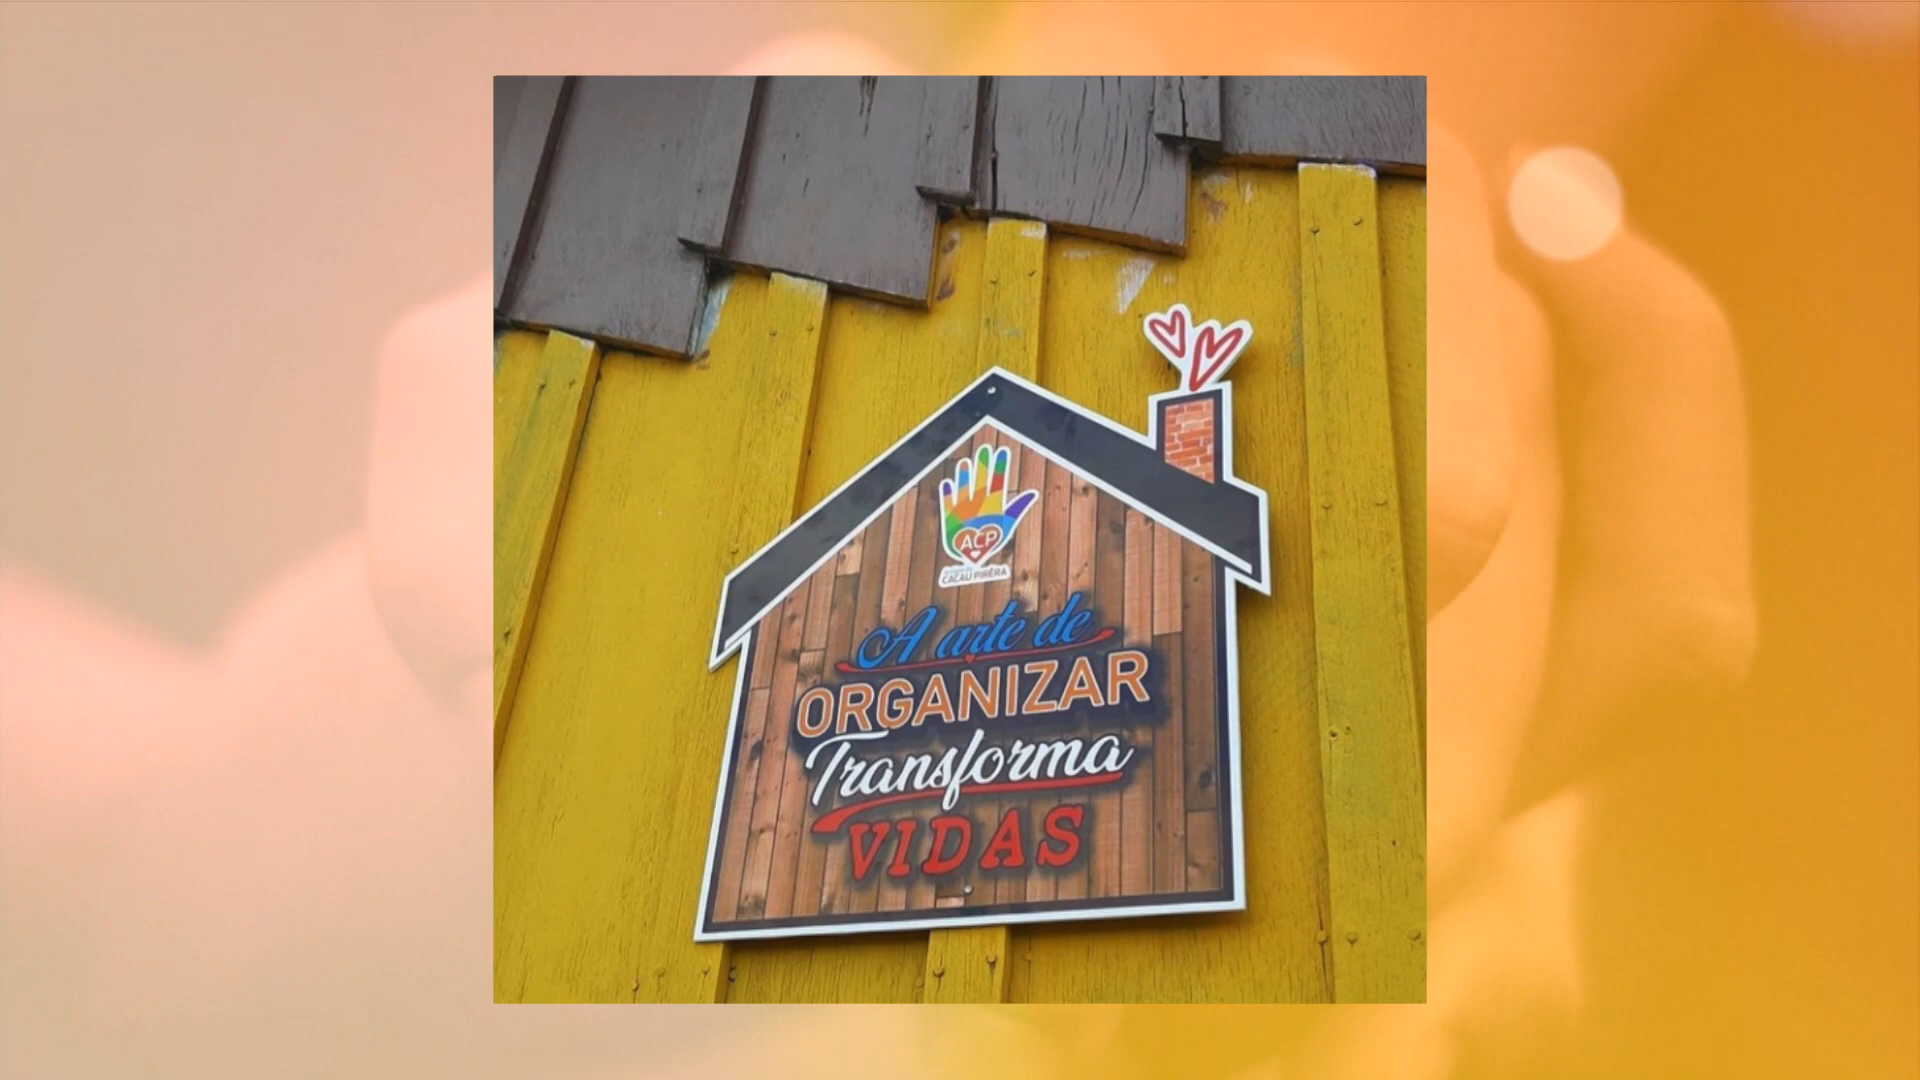 ACP
CACAU PIRÊRA
A arte de
ORGANIZAR
Transforma
VIDAS